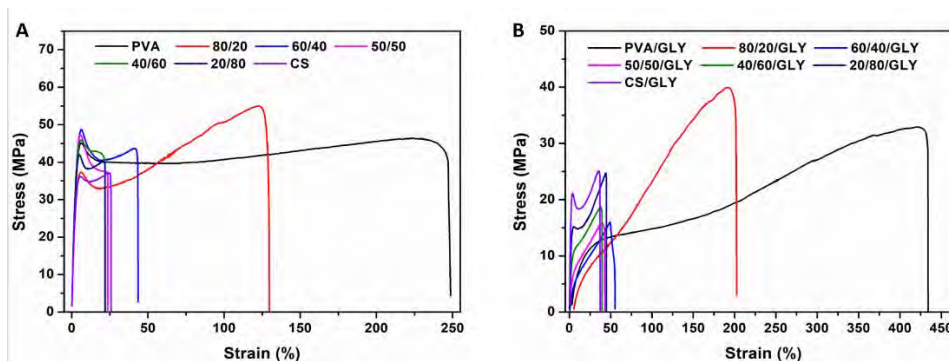 A
PVA 80/20 60/40 50/50
40/60 20/80 CS
Stress (MPa)
75
70
60
50
40
30
20
10
0
0 50 100 150 200 250
Strain (%)
B
PVA/GLY 80/20/GLY 60/40/GLY
50/50/GLY 40/60/GLY 20/80/GLY
CS/GLY
Stress (MPa)
55
50
40
30
20
10
0
0 50 100 150 200 250 300 350 400 450
Strain (%)